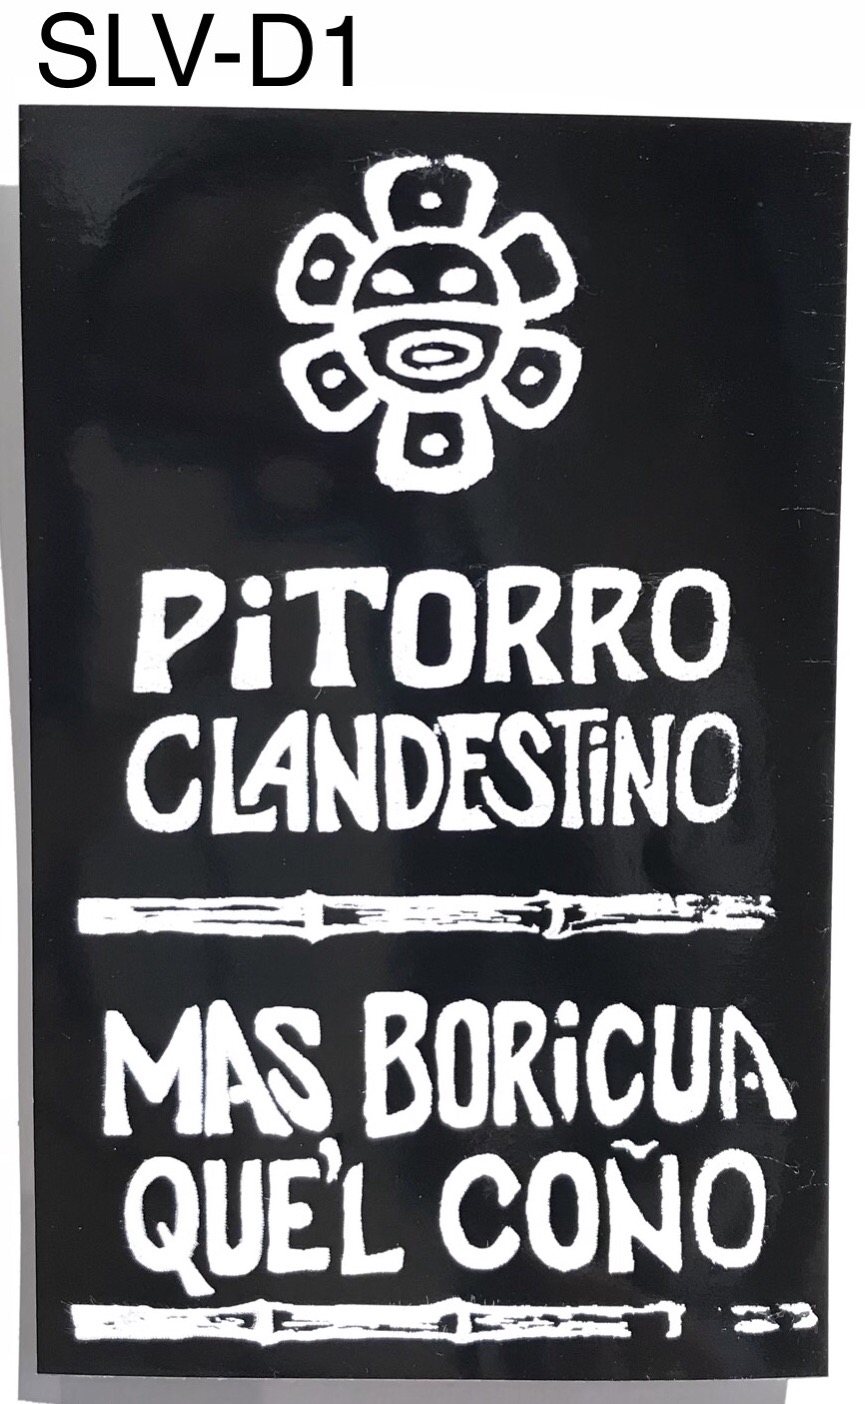 SLV-D1
PiTORRO
CLANDESTiNO
MAS BORiCUA
QUE'L COÑO